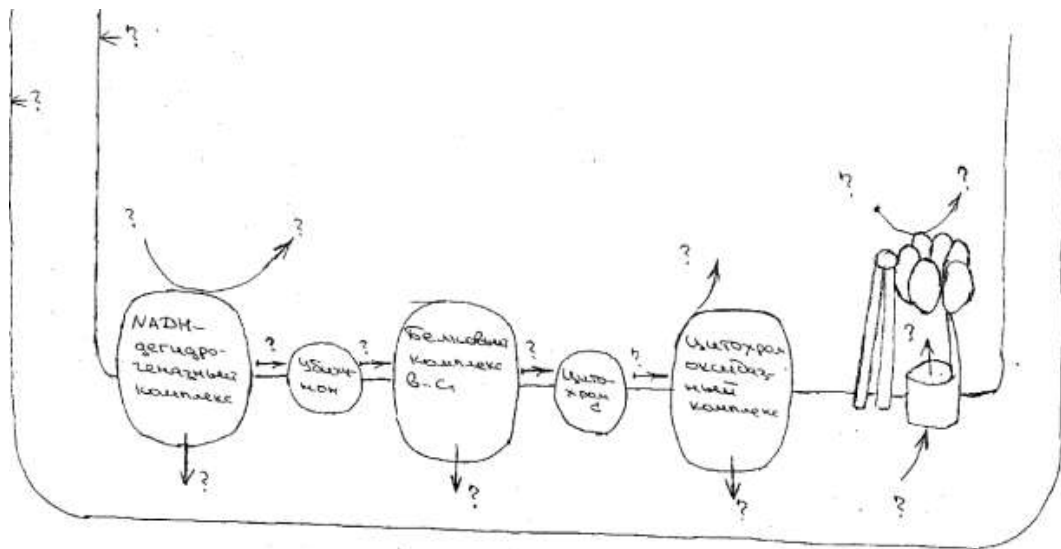 ?
?
?
?
?
?
?
NADH-
дегидро-
геназный
комплекс
?
убихи-
нон
?
Белковый
комплекс
в-c₁
?
Цито-
хром
c
?
Цитохром
оксидаз-
ный
комплекс
?
?
?
?
?